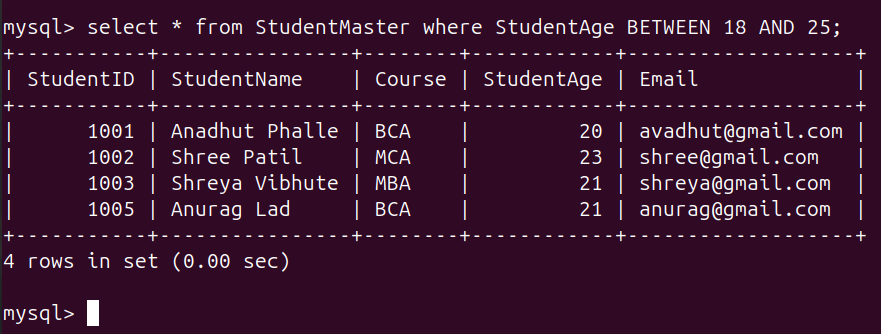 mysql> select * from StudentMaster where StudentAge BETWEEN 18 AND 25;
+-----------+----------------+--------+------------+-------------------+
| StudentID | StudentName    | Course | StudentAge | Email             |
+-----------+----------------+--------+------------+-------------------+
|      1001 | Anadhut Phalle | BCA    |         20 | avadhut@gmail.com |
|      1002 | Shree Patil    | MCA    |         23 | shree@gmail.com   |
|      1003 | Shreya Vibhute | MBA    |         21 | shreya@gmail.com  |
|      1005 | Anurag Lad     | BCA    |         21 | anurag@gmail.com  |
+-----------+----------------+--------+------------+-------------------+
4 rows in set (0.00 sec)
mysql>